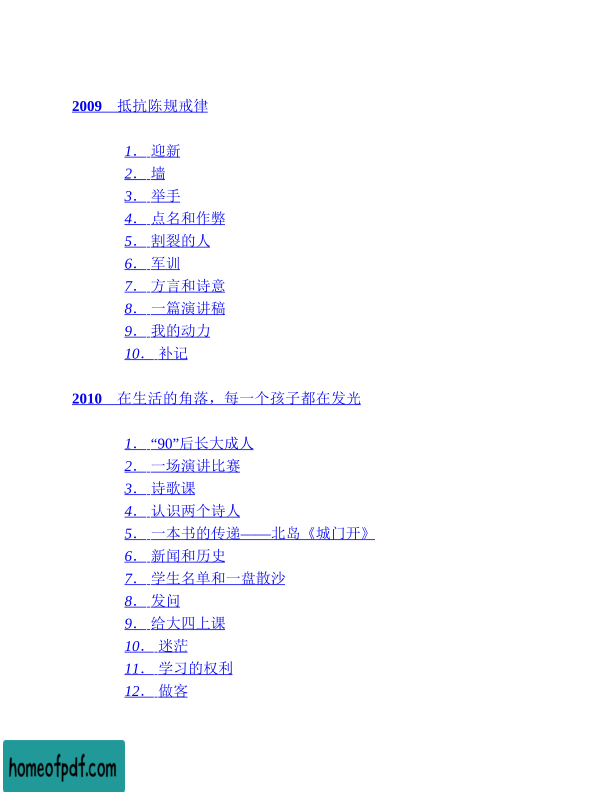 2009 抵抗陈规戒律
1． 迎新
2． 墙
3． 举手
4． 点名和作弊
5． 割裂的人
6． 军训
7． 方言和诗意
8． 一篇演讲稿
9． 我的动力
10． 补记
2010 在生活的角落，每一个孩子都在发光
1． “90”后长大成人
2． 一场演讲比赛
3． 诗歌课
4． 认识两个诗人
5． 一本书的传递——北岛《城门开》
6． 新闻和历史
7． 学生名单和一盘散沙
8． 发问
9． 给大四上课
10． 迷茫
11． 学习的权利
12． 做客
homeofpdf.com